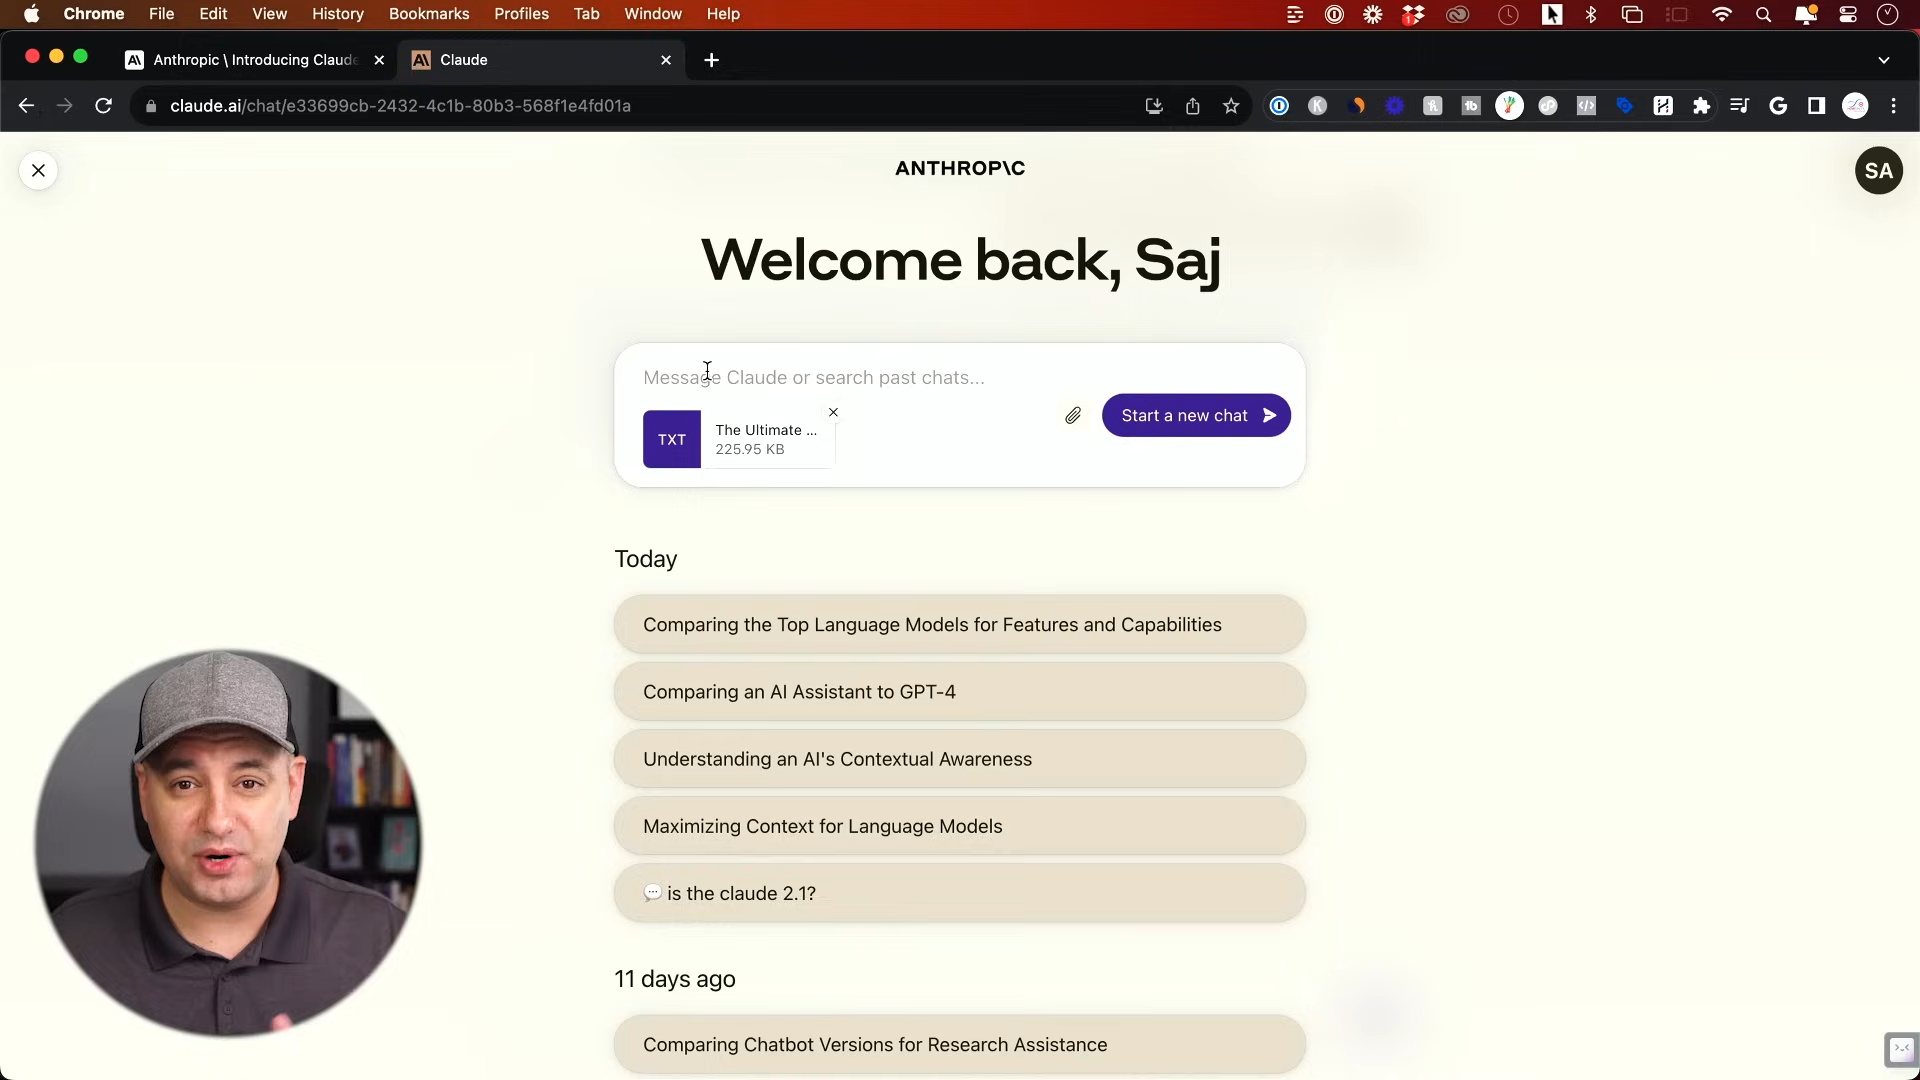 Chrome File Edit View History Bookmarks Profiles Tab Window Help
Anthropic \ Introducing Claude
Claude
claude.ai/chat/e33699cb-2432-4c1b-80b3-568f1e4fd01a
ANTHROP\C
SA
Welcome back, Saj
Message Claude or search past chats...
TXT
The Ultimate ...
225.95 KB
Start a new chat
Today
Comparing the Top Language Models for Features and Capabilities
Comparing an AI Assistant to GPT-4
Understanding an AI's Contextual Awareness
Maximizing Context for Language Models
💬 is the claude 2.1?
11 days ago
Comparing Chatbot Versions for Research Assistance